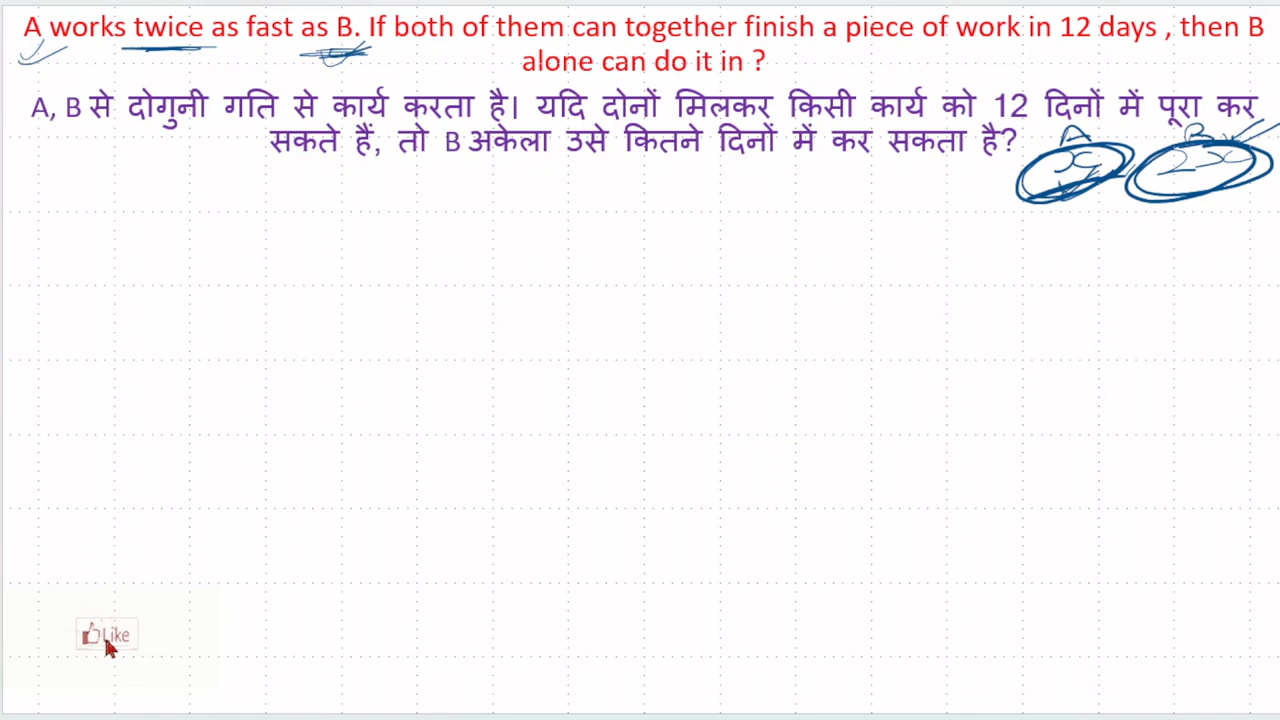 A works twice as fast as B. If both of them can together finish a piece of work in 12 days , then B
alone can do it in ?
A, B से दोगुनी गति से कार्य करता है। यदि दोनों मिलकर किसी कार्य को 12 दिनों में पूरा कर
सकते हैं, तो B अकेला उसे कितने दिनों में कर सकता है?
A B
x 2x
Like